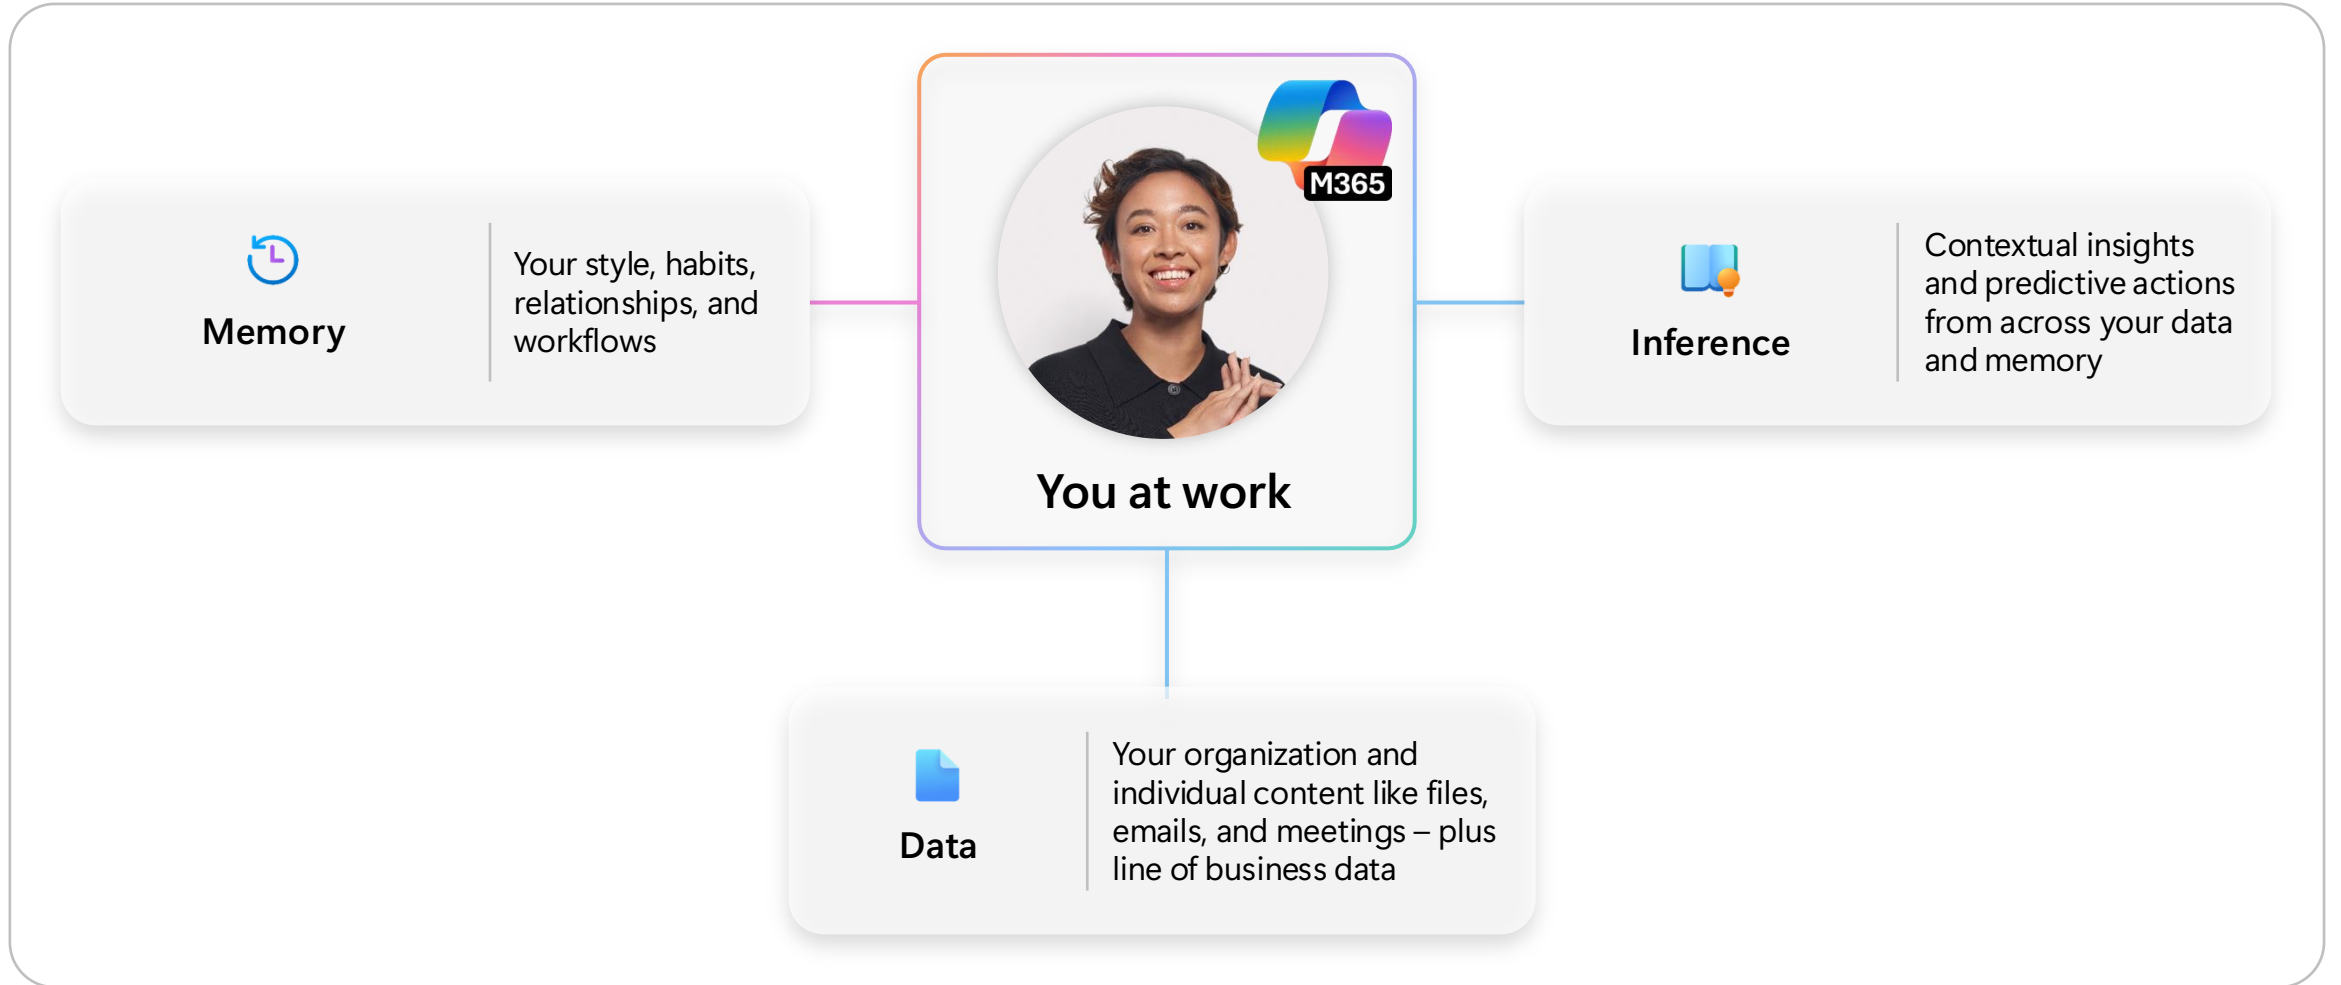 M365
You at work
Memory
Your style, habits,
relationships, and
workflows
Inference
Contextual insights
and predictive actions
from across your data
and memory
Data
Your organization and
individual content like files,
emails, and meetings – plus
line of business data